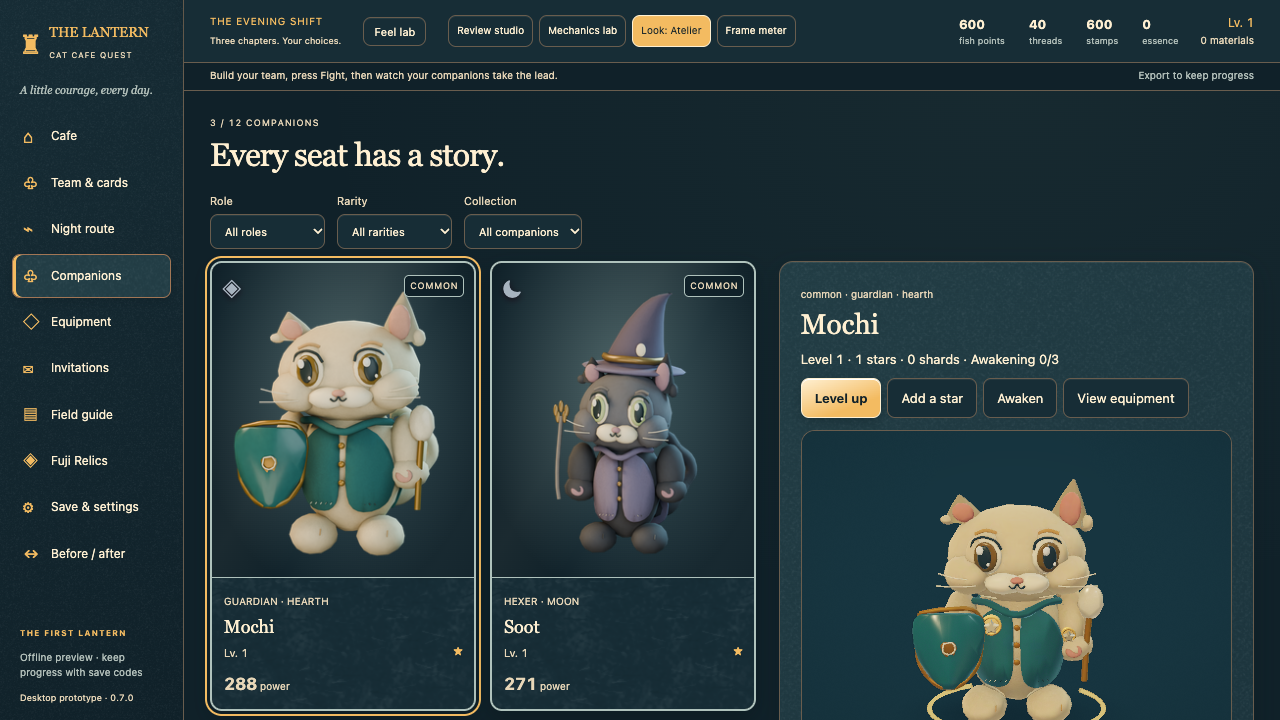 THE LANTERN
CAT CAFE QUEST
A little courage, every day.
Cafe
Team & cards
Night route
Companions
Equipment
Invitations
Field guide
Fuji Relics
Save & settings
Before / after
THE FIRST LANTERN
Offline preview · keep
progress with save codes
Desktop prototype · 0.7.0
THE EVENING SHIFT
Three chapters. Your choices.
Feel lab
Review studio
Mechanics lab
Look: Atelier
Frame meter
600
fish points
40
threads
600
stamps
0
essence
Lv. 1
0 materials
Build your team, press Fight, then watch your companions take the lead.
Export to keep progress
3 / 12 COMPANIONS
Every seat has a story.
Role
Rarity
Collection
All roles
All rarities
All companions
COMMON
GUARDIAN · HEARTH
Mochi
Lv. 1
288 power
COMMON
HEXER · MOON
Soot
Lv. 1
271 power
common · guardian · hearth
Mochi
Level 1 · 1 stars · 0 shards · Awakening 0/3
Level up
Add a star
Awaken
View equipment